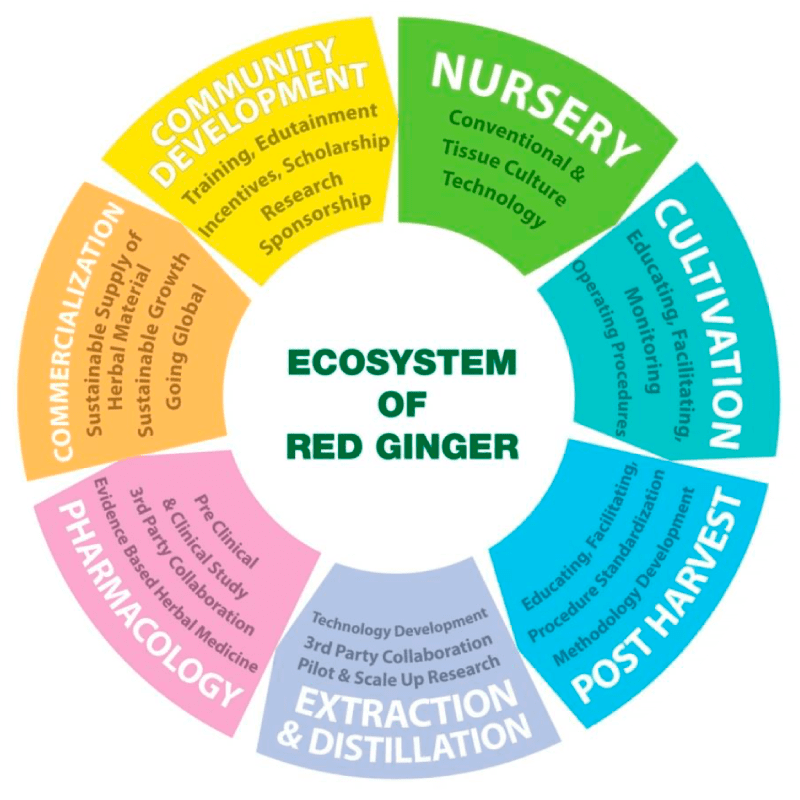 ECOSYSTEM
OF
RED GINGER
NURSERY
Conventional &
Tissue Culture
Technology
CULTIVATION
Educating, Facilitating,
Monitoring
Operating Procedures
POST HARVEST
Educating, Facilitating,
Procedure Standardization
Methodology Development
Technology Development
3rd Party Collaboration
Pilot & Scale Up Research
EXTRACTION
& DISTILLATION
PHARMACOLOGY
Pre Clinical
& Clinical Study
3rd Party Collaboration
Evidence Based Herbal Medicine
COMMERCIALIZATION
Sustainable Supply of
Herbal Material
Sustainable Growth
Going Global
COMMUNITY
DEVELOPMENT
Training, Edutainment
Incentives, Scholarship
Research
Sponsorship